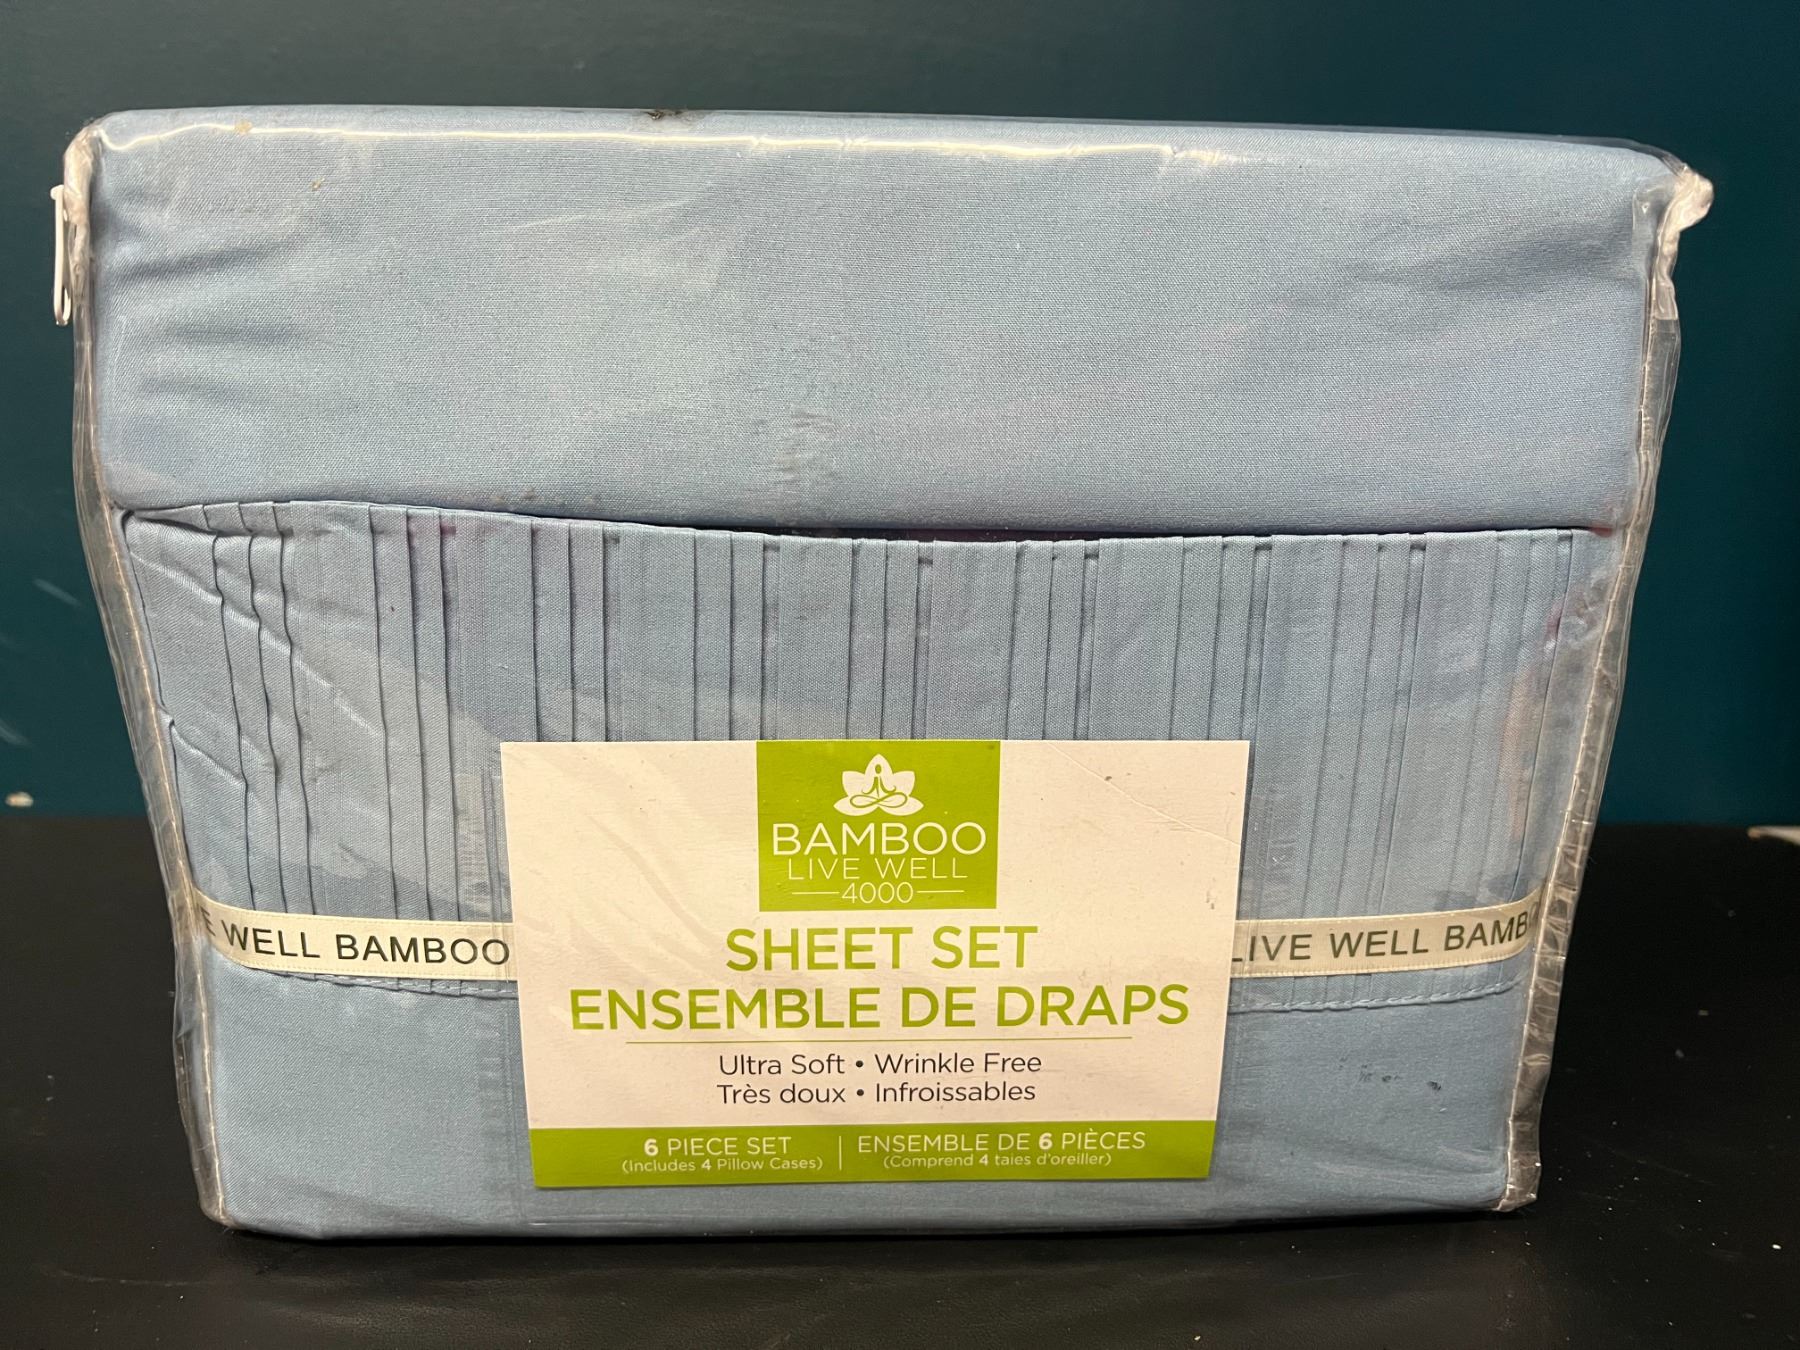 BAMBOO
LIVE WELL
4000
SHEET SET
ENSEMBLE DE DRAPS
WELL BAMBOO
LIVE WELL BAMBO
Ultra Soft • Wrinkle Free
Très doux • Infroissables
6 PIECE SET
(Includes 4 Pillow Cases)
ENSEMBLE DE 6 PIÈCES
(Comprend 4 taies d'oreiller)